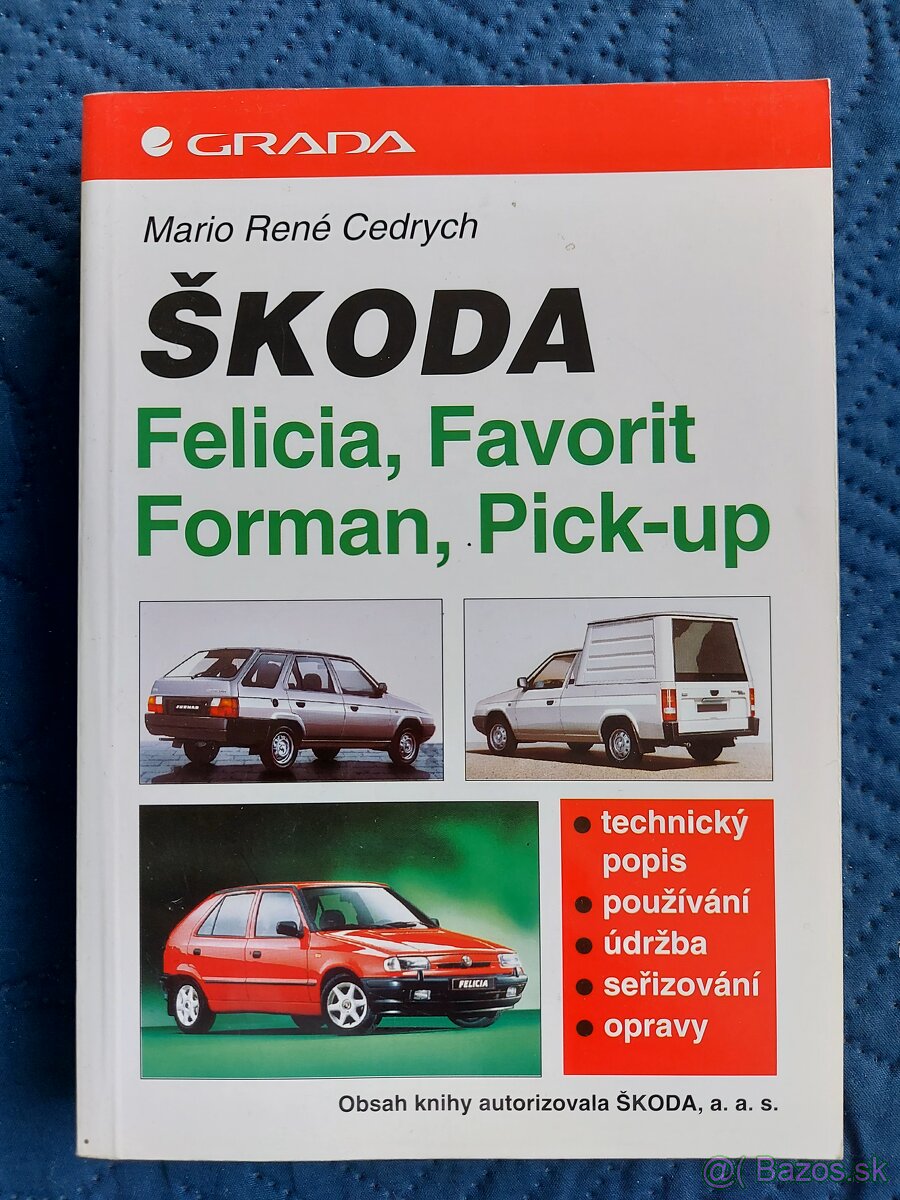 GRADA
Mario René Cedrych
ŠKODA
Felicia, Favorit
Forman, Pick-up
FORMAN
FELICIA
● technický
popis
● používání
● údržba
● seřizování
● opravy
Obsah knihy autorizovala ŠKODA, a. a. s.
@( Bazos.sk